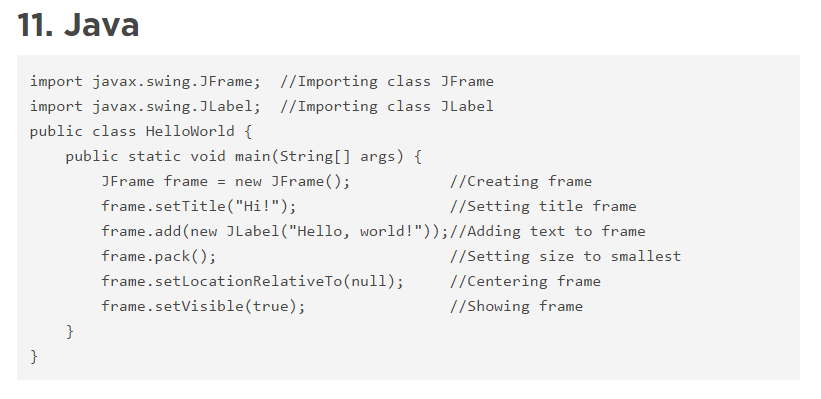 11. Java
import javax.swing.JFrame;  //Importing class JFrame
import javax.swing.JLabel;  //Importing class JLabel
public class HelloWorld {
    public static void main(String[] args) {
        JFrame frame = new JFrame();           //Creating frame
        frame.setTitle("Hi!");                 //Setting title frame
        frame.add(new JLabel("Hello, world!"));//Adding text to frame
        frame.pack();                          //Setting size to smallest
        frame.setLocationRelativeTo(null);     //Centering frame
        frame.setVisible(true);                //Showing frame
    }
}